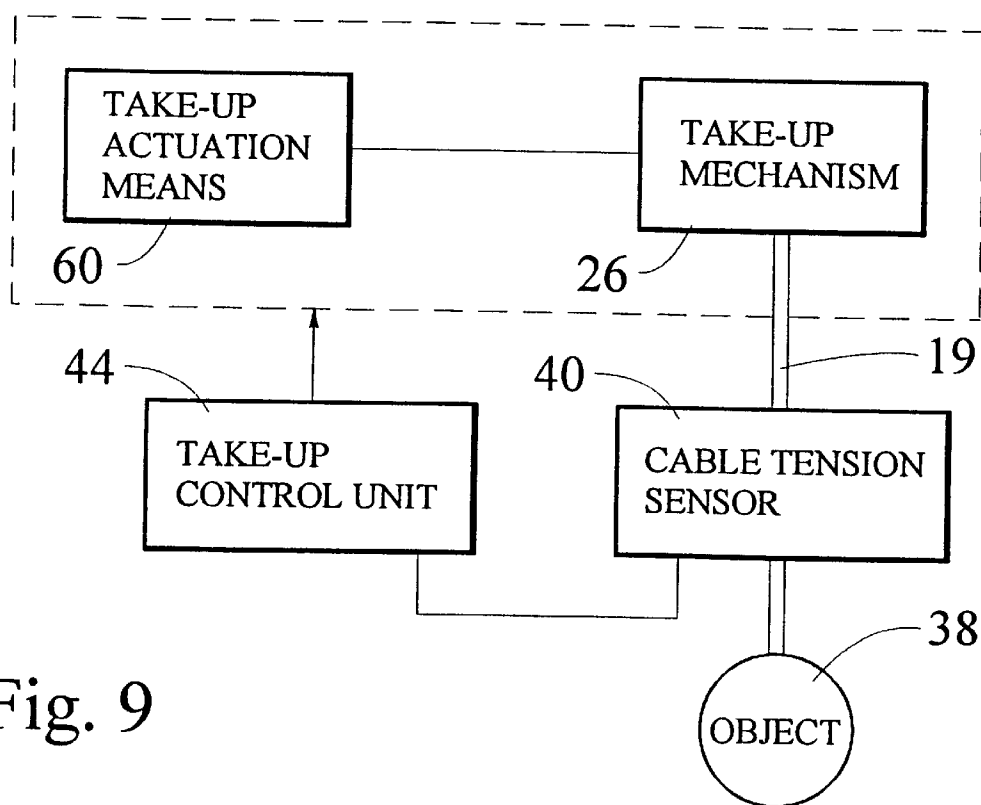 TAKE-UP
ACTUATION
MEANS
TAKE-UP
MECHANISM
60
26
44
40
19
TAKE-UP
CONTROL UNIT
CABLE TENSION
SENSOR
38
OBJECT
Fig. 9